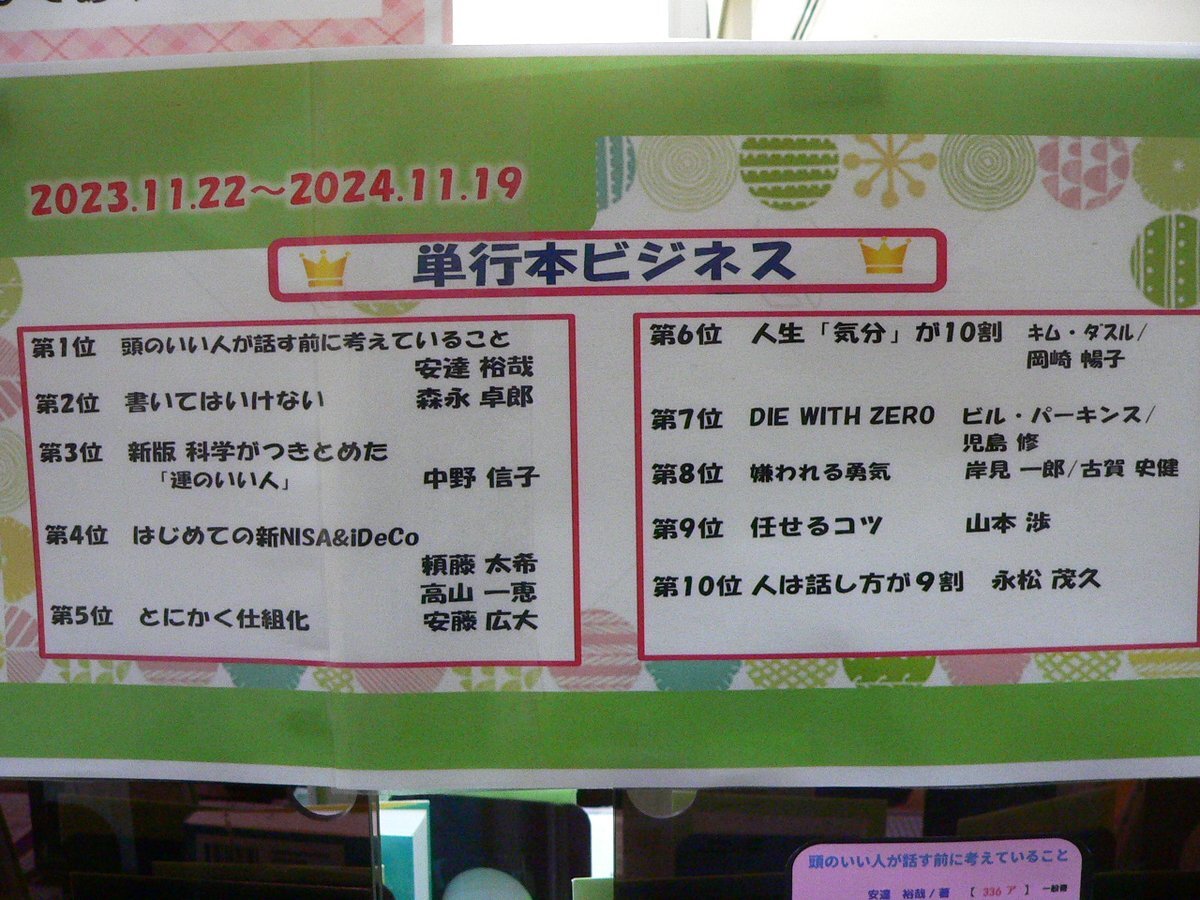 2023.11.22～2024.11.19
単行本ビジネス
第1位 頭のいい人が話す前に考えていること
安達 裕哉
第2位 書いてはいけない 森永 卓郎
第3位 新版 科学がつきとめた
「運のいい人」 中野 信子
第4位 はじめての新NISA&iDeCo
頼藤 太希
高山 一恵
第5位 とにかく仕組化 安藤 広大
第6位 人生「気分」が10割 キム・ダスル/
岡崎 暢子
第7位 DIE WITH ZERO ビル・パーキンス/
児島 修
第8位 嫌われる勇気 岸見 一郎/古賀 史健
第9位 任せるコツ 山本 渉
第10位 人は話し方が9割 永松 茂久
頭のいい人が話す前に考えていること
安達 裕哉/著 【 336 ア 】 一般書